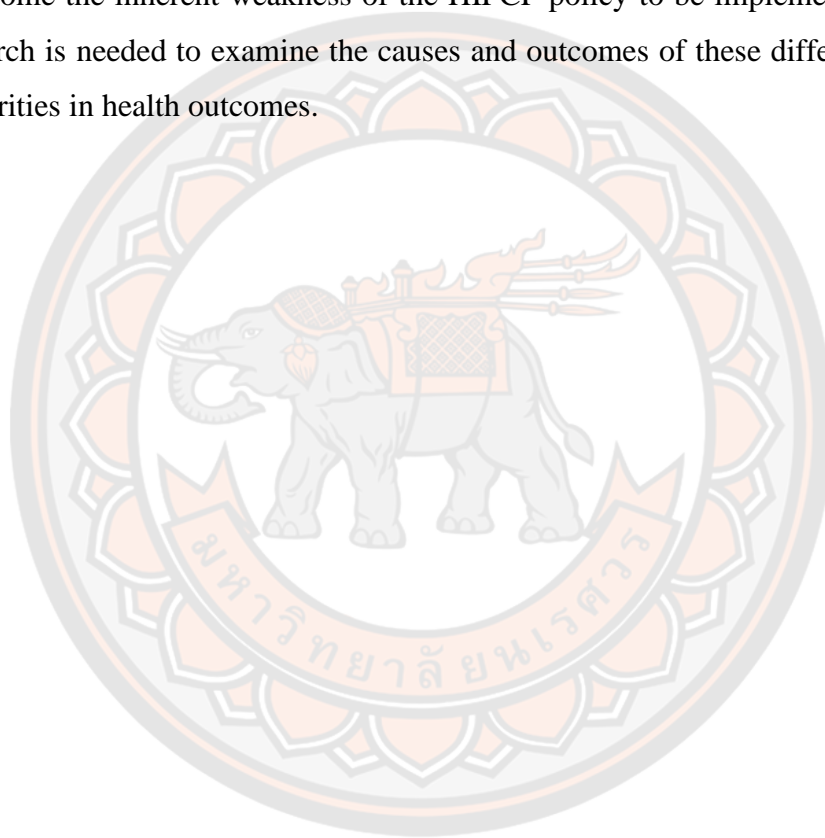 ome the inherent weakness of the policy to be implemen
rch is needed to examine the causes and outcomes of these diffe
rities in health outcomes.
มหาวิทยาลัยนเรศวร